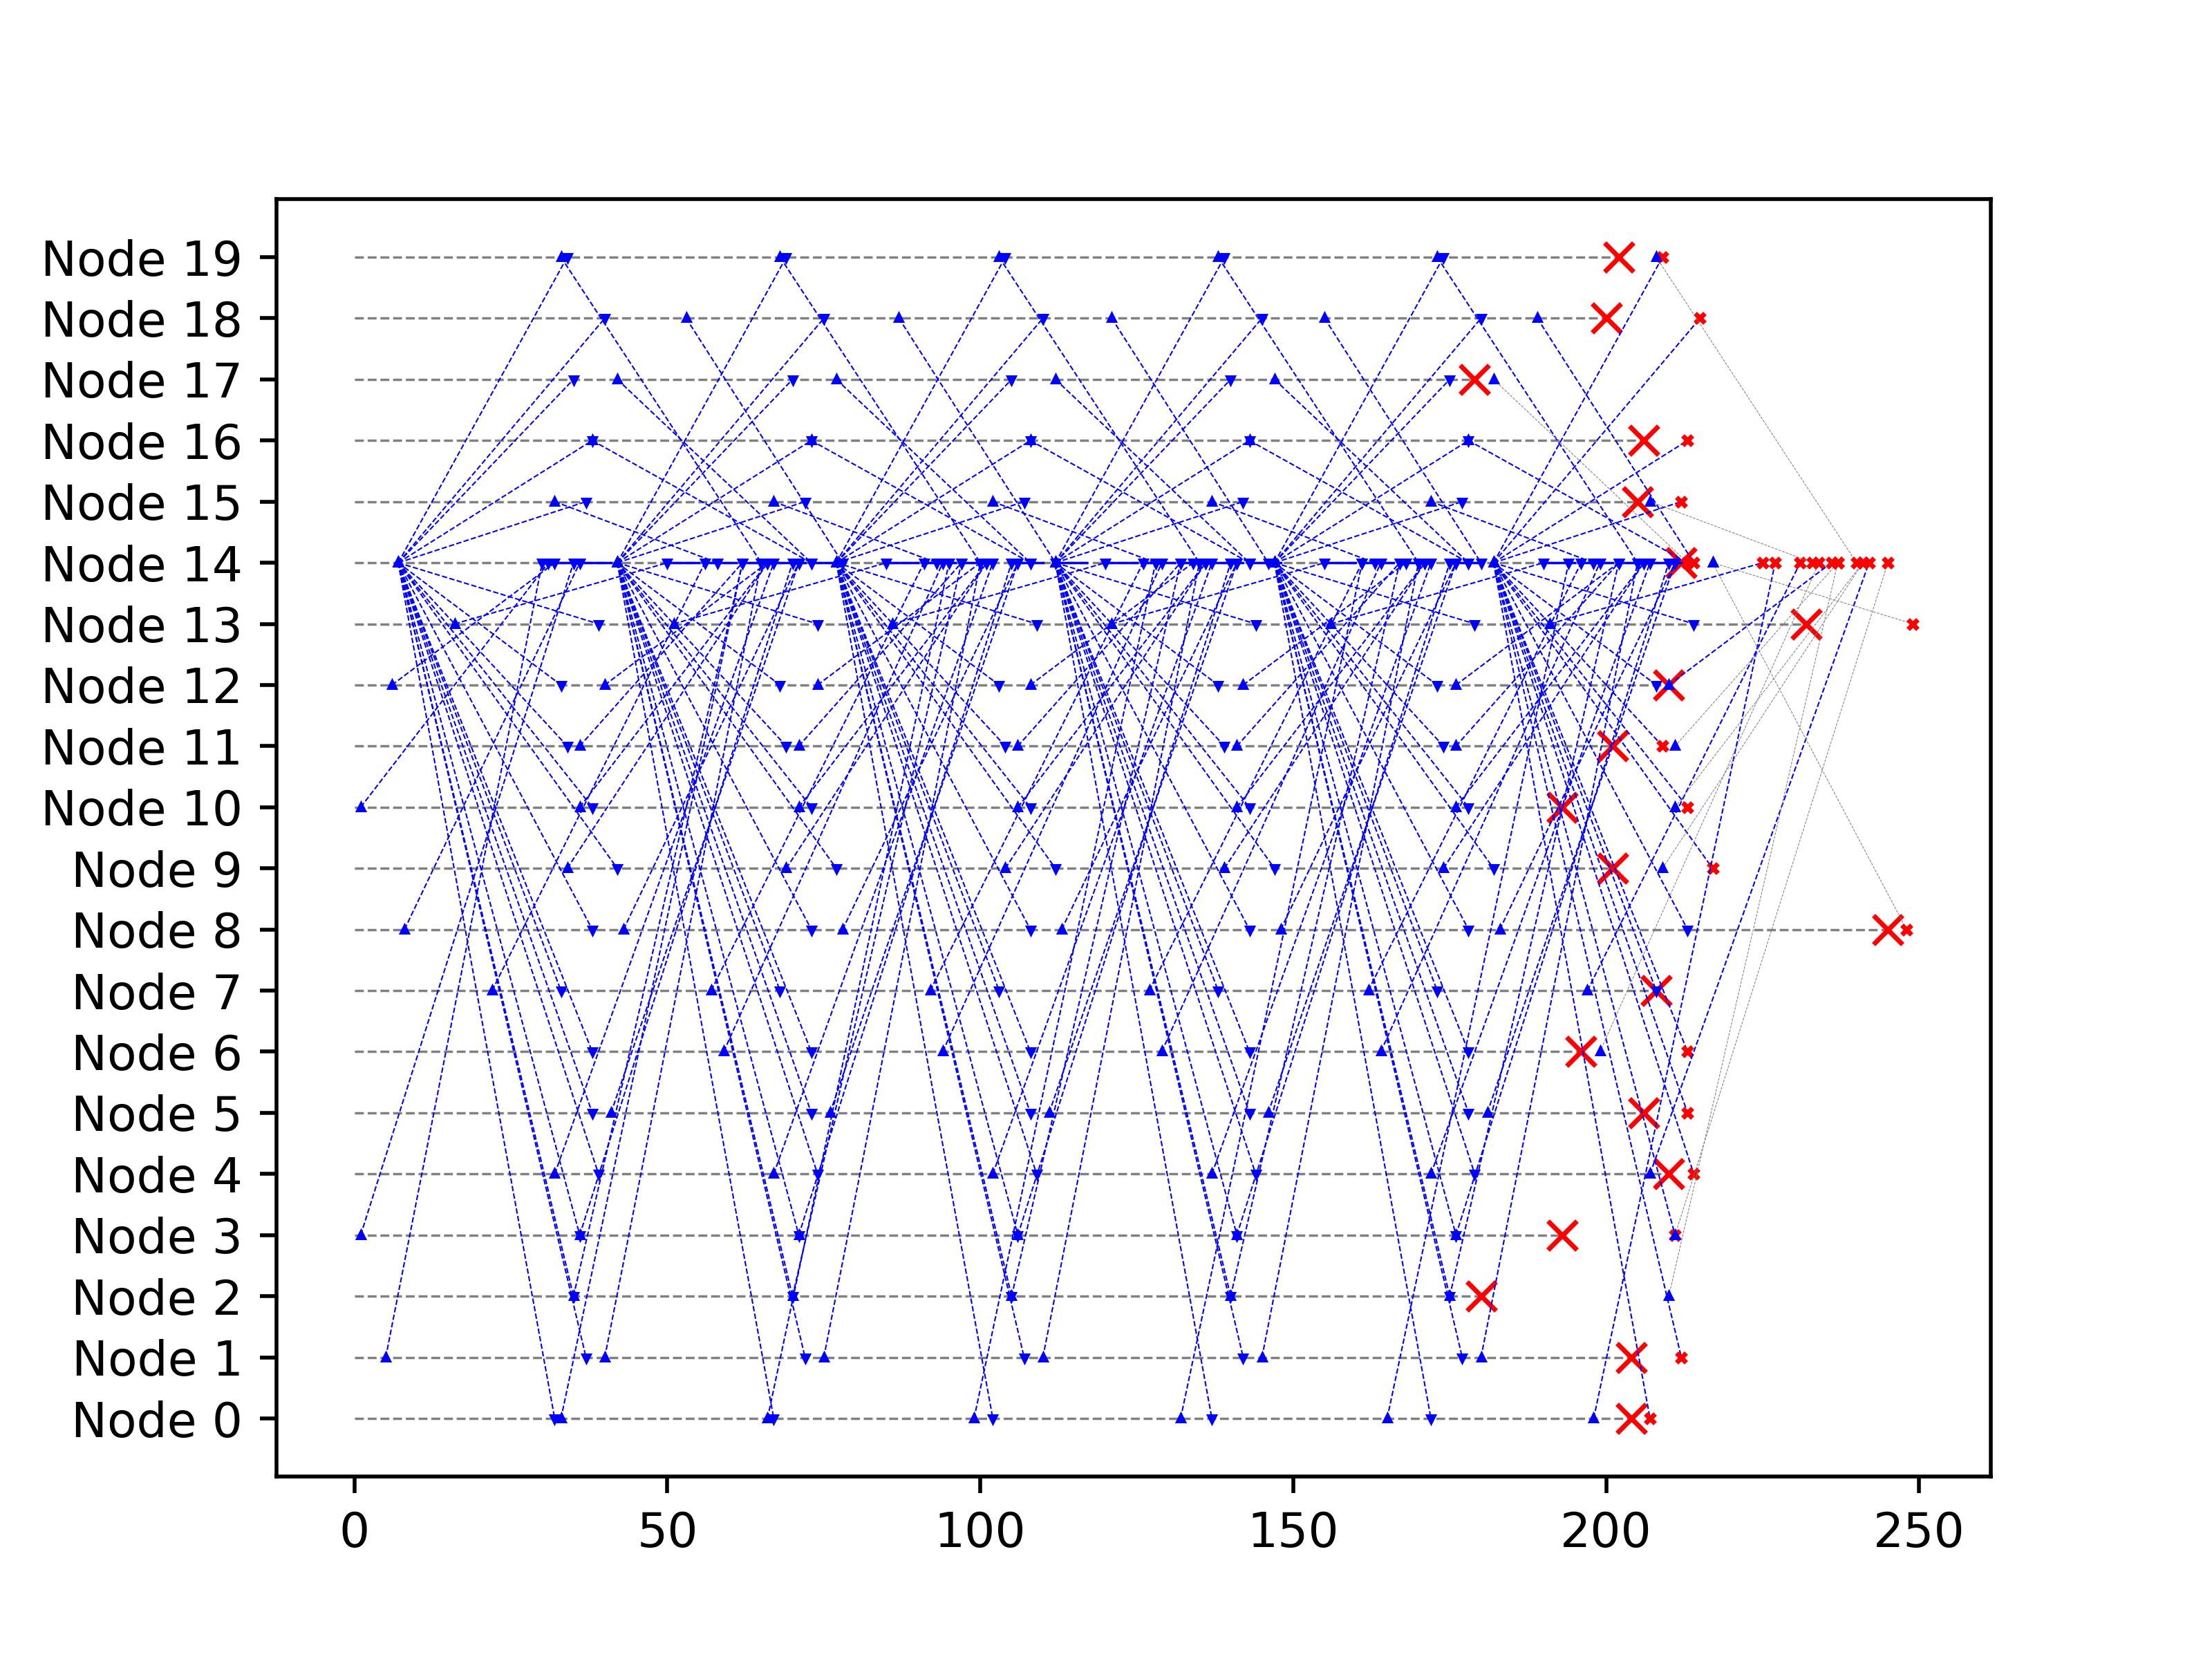 Node 19
Node 18
Node 17
Node 16
Node 15
Node 14
Node 13
Node 12
Node 11
Node 10
Node 9
Node 8
Node 7
Node 6
Node 5
Node 4
Node 3
Node 2
Node 1
Node 0
0 50 100 150 200 250